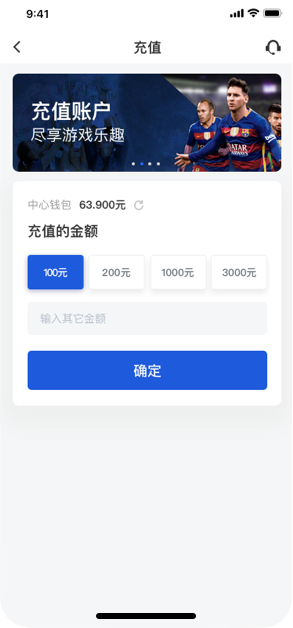 9:41
充值
充值账户
尽享游戏乐趣
中心钱包 63.900元
充值的金额
100元 200元 1000元 3000元
输入其它金额
确定